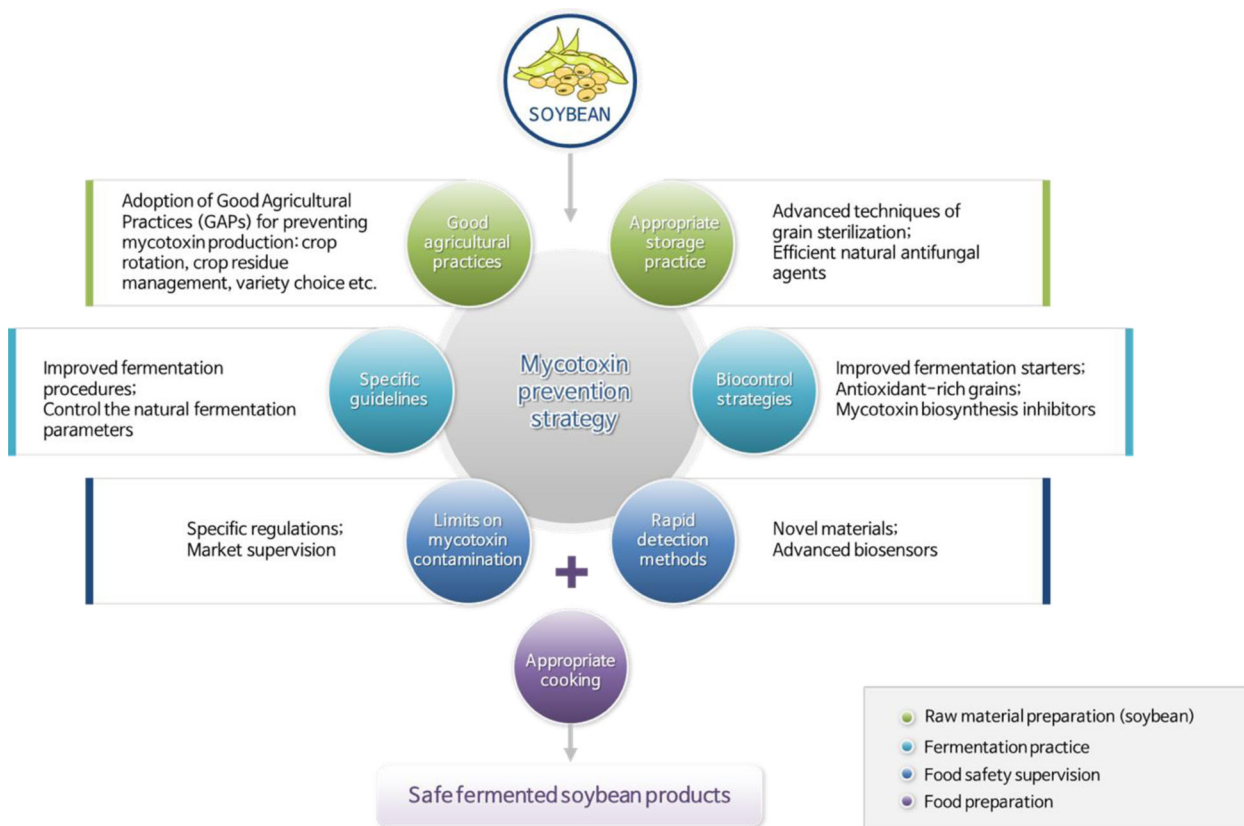 SOYBEAN
Adoption of Good Agricultural
Practices (GAPs) for preventing
mycotoxin production: crop
rotation, crop residue
management, variety choice etc.
Good
agricultural
practices
Appropriate
storage
practice
Advanced techniques of
grain sterilization;
Efficient natural antifungal
agents
Improved fermentation
procedures;
Control the natural fermentation
parameters
Specific
guidelines
Mycotoxin
prevention
strategy
Biocontrol
strategies
Improved fermentation starters;
Antioxidant-rich grains;
Mycotoxin biosynthesis inhibitors
Specific regulations;
Market supervision
Limits on
mycotoxin
contamination
Rapid
detection
methods
Novel materials;
Advanced biosensors
+
Appropriate
cooking
Safe fermented soybean products
Raw material preparation (soybean)
Fermentation practice
Food safety supervision
Food preparation